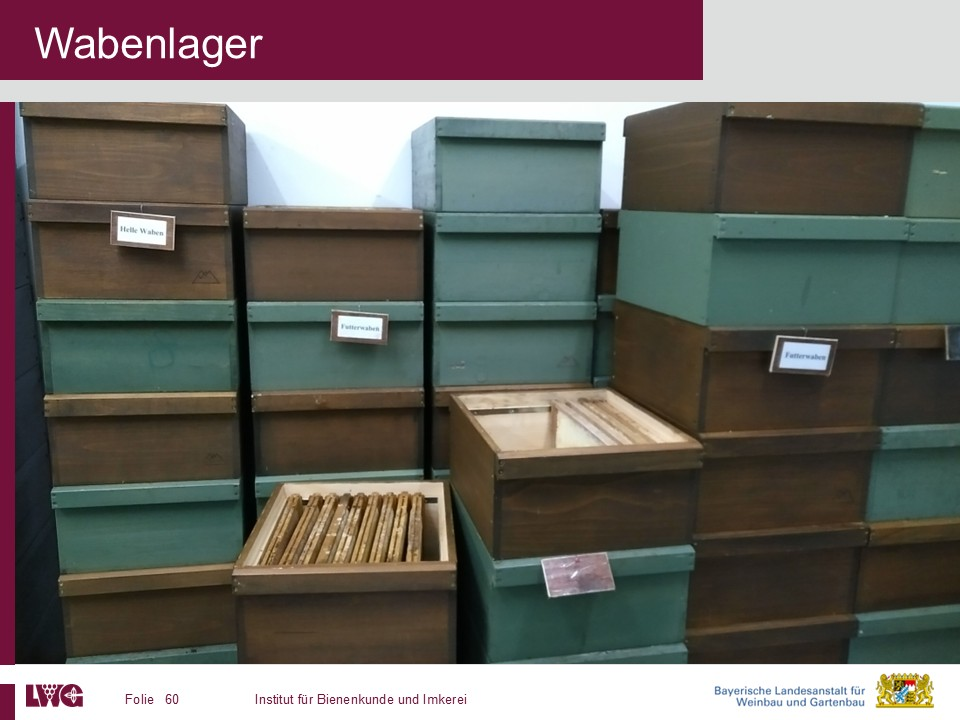 Wabenlager
Helle Waben
Futterwaben
Futterwaben
LWG
Folie 60
Institut für Bienenkunde und Imkerei
Bayerische Landesanstalt für
Weinbau und Gartenbau